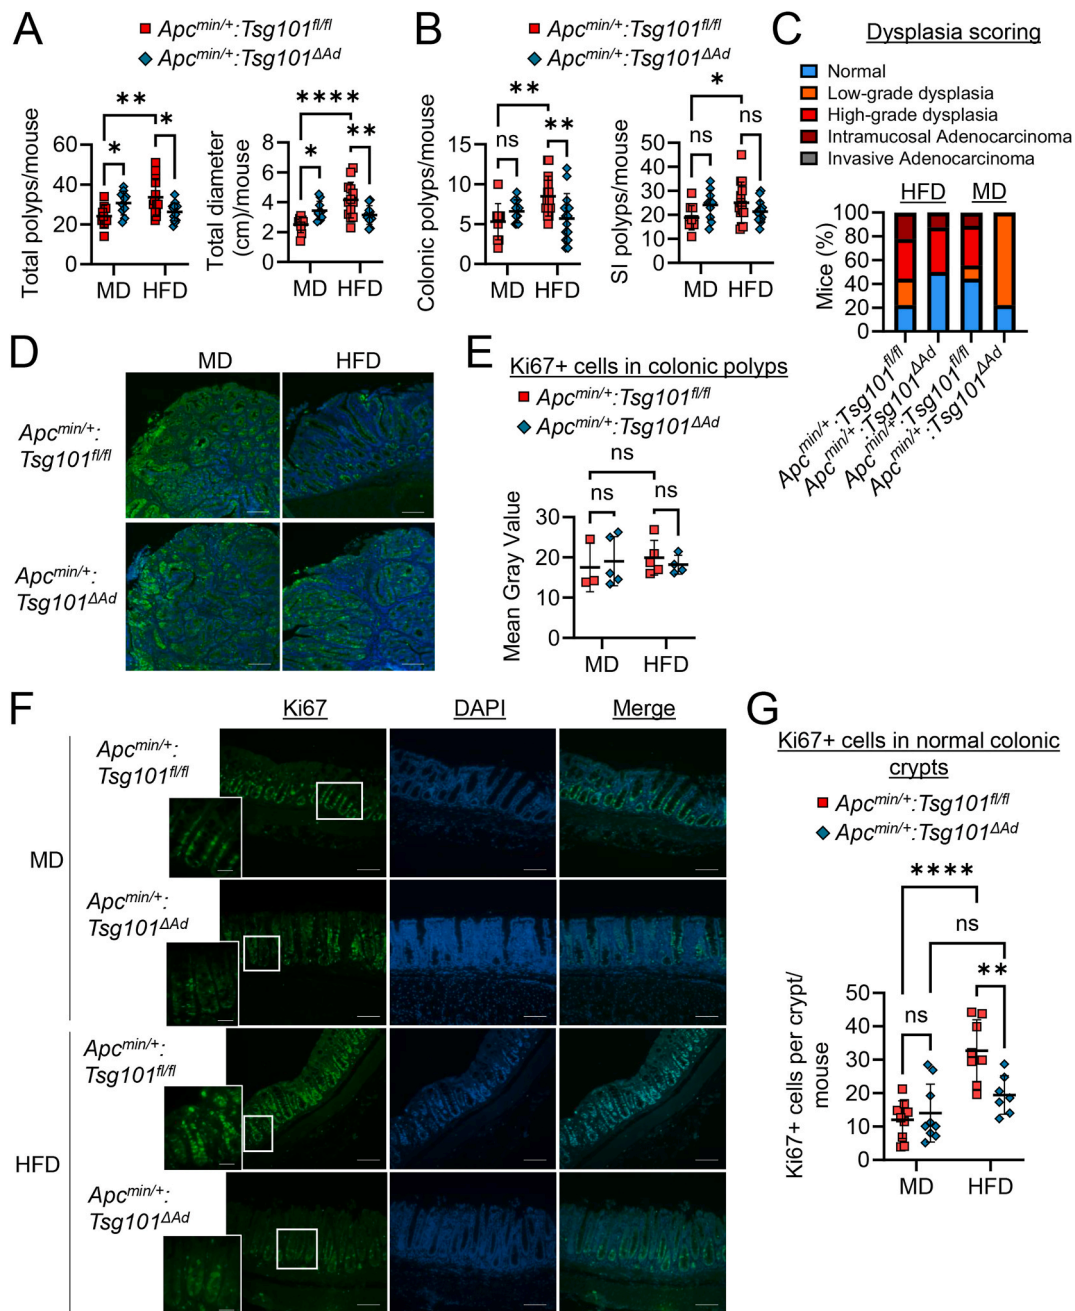 A
Apcmin/+:Tsg101fl/fl
Apcmin/+:Tsg101ΔAd
Total polyps/mouse
60
40
20
0
**
*
*
MD HFD
Total diameter
(cm)/mouse
8
6
4
2
0
****
*
**
MD HFD
B
Apcmin/+:Tsg101fl/fl
Apcmin/+:Tsg101ΔAd
Colonic polyps/mouse
15
10
5
0
**
ns
**
MD HFD
SI polyps/mouse
50
40
30
20
10
0
*
ns
ns
MD HFD
C
Dysplasia scoring
Normal
Low-grade dysplasia
High-grade dysplasia
Intramucosal Adenocarcinoma
Invasive Adenocarcinoma
HFD MD
Mice (%)
100
80
60
40
20
0
Apcmin/+:Tsg101fl/fl
Apcmin/+:Tsg101ΔAd
Apcmin/+:Tsg101fl/fl
Apcmin/+:Tsg101ΔAd
D
MD HFD
Apcmin/+:
Tsg101fl/fl
Apcmin/+:
Tsg101ΔAd
E
Ki67+ cells in colonic polyps
Apcmin/+:Tsg101fl/fl
Apcmin/+:Tsg101ΔAd
Mean Gray Value
30
20
10
0
ns
ns
ns
MD HFD
F
Ki67 DAPI Merge
MD
Apcmin/+:
Tsg101fl/fl
Apcmin/+:
Tsg101ΔAd
HFD
Apcmin/+:
Tsg101fl/fl
Apcmin/+:
Tsg101ΔAd
G
Ki67+ cells in normal colonic
crypts
Apcmin/+:Tsg101fl/fl
Apcmin/+:Tsg101ΔAd
Ki67+ cells per crypt/
mouse
50
40
30
20
10
0
****
ns
ns
**
MD HFD